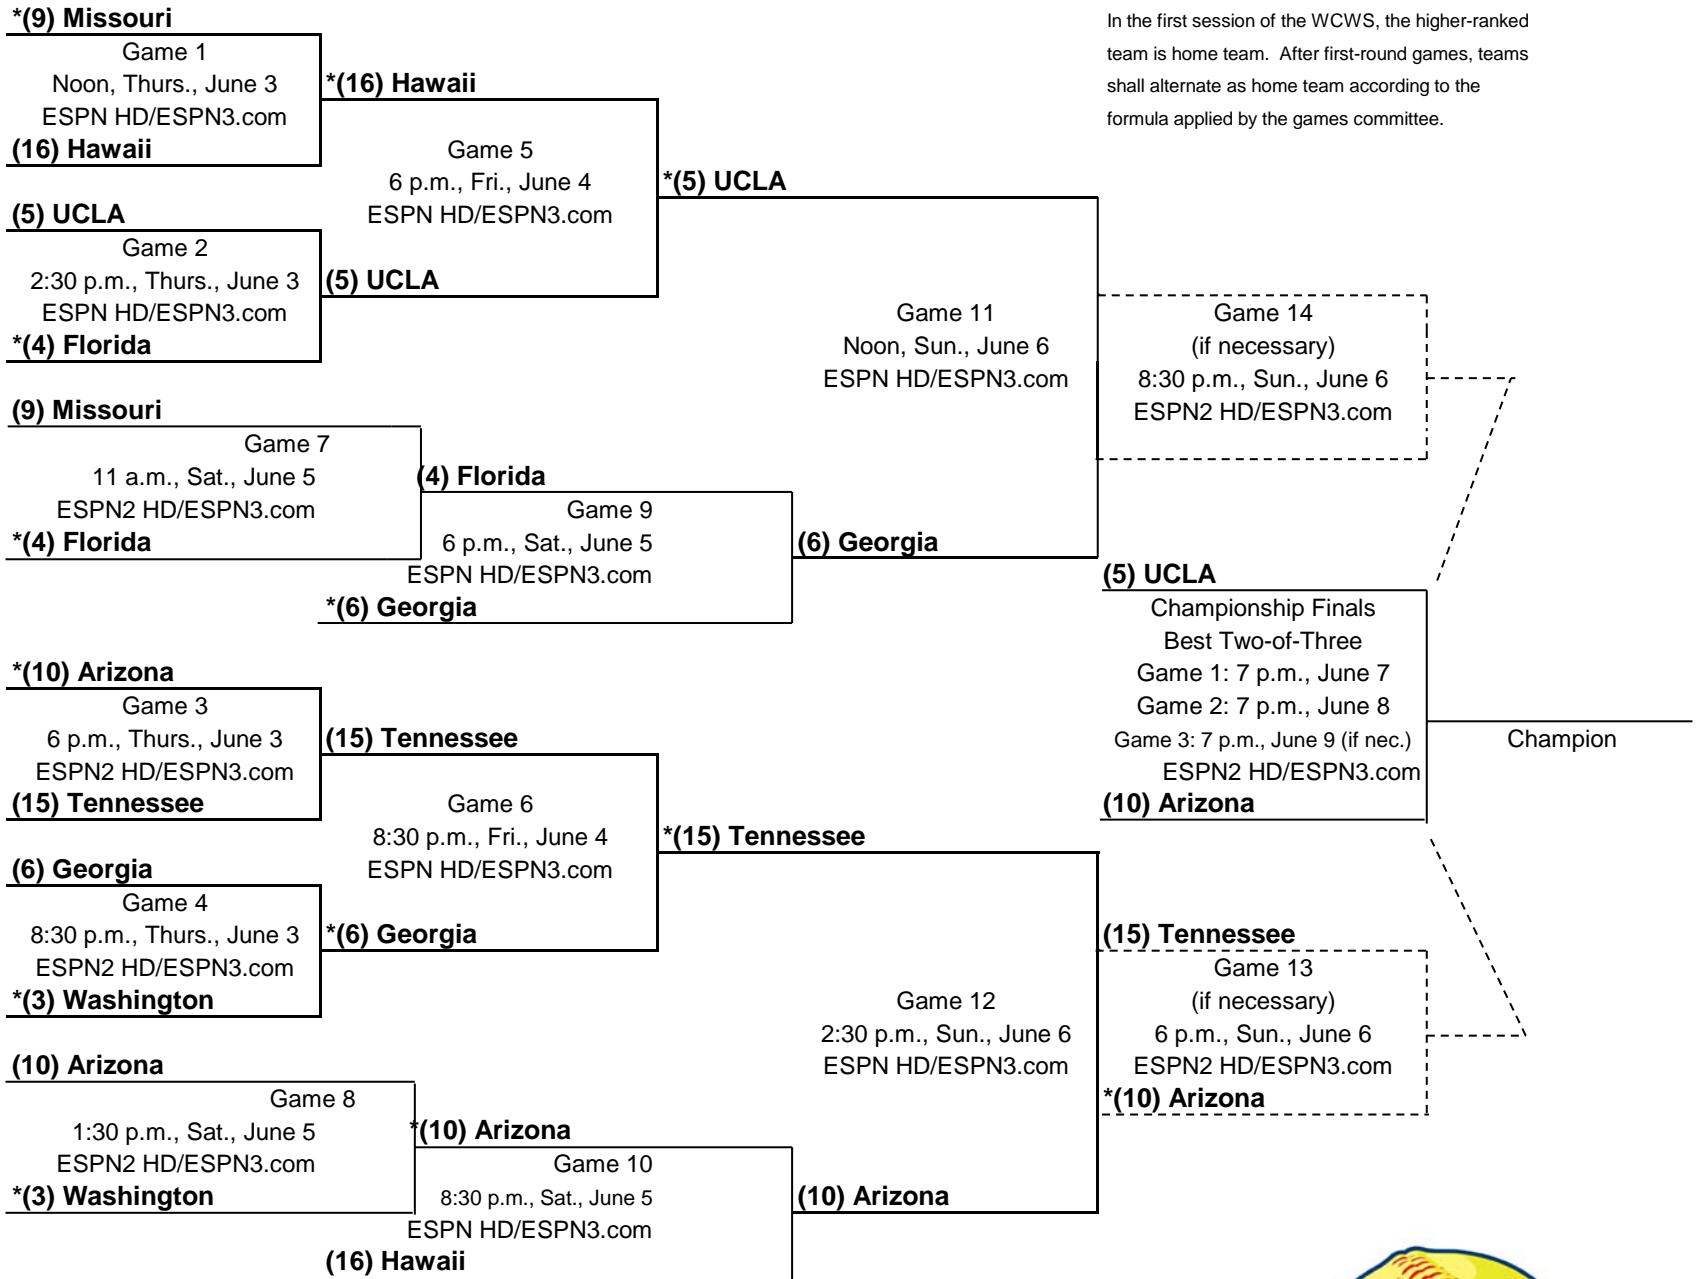 *(9) Missouri
Game 1
Noon, Thurs., June 3
ESPN HD/ESPN3.com
(16) Hawaii
(5) UCLA
Game 2
2:30 p.m., Thurs., June 3
ESPN HD/ESPN3.com
*(4) Florida
(9) Missouri
Game 7
11 a.m., Sat., June 5
ESPN2 HD/ESPN3.com
*(4) Florida
*(16) Hawaii
Game 5
6 p.m., Fri., June 4
ESPN HD/ESPN3.com
(5) UCLA
(4) Florida
Game 9
6 p.m., Sat., June 5
ESPN HD/ESPN3.com
*(6) Georgia
*(5) UCLA
Game 11
Noon, Sun., June 6
ESPN HD/ESPN3.com
(6) Georgia
In the first session of the WCWS, the higher-ranked
team is home team. After first-round games, teams
shall alternate as home team according to the
formula applied by the games committee.
Game 14
(if necessary)
8:30 p.m., Sun., June 6
ESPN2 HD/ESPN3.com
(5) UCLA
Championship Finals
Best Two-of-Three
Game 1: 7 p.m., June 7
Game 2: 7 p.m., June 8
Game 3: 7 p.m., June 9 (if nec.)
ESPN2 HD/ESPN3.com
(10) Arizona
Champion
*(10) Arizona
Game 3
6 p.m., Thurs., June 3
ESPN2 HD/ESPN3.com
(15) Tennessee
(6) Georgia
Game 4
8:30 p.m., Thurs., June 3
ESPN2 HD/ESPN3.com
*(3) Washington
(10) Arizona
Game 8
1:30 p.m., Sat., June 5
ESPN2 HD/ESPN3.com
*(3) Washington
(15) Tennessee
Game 6
8:30 p.m., Fri., June 4
ESPN HD/ESPN3.com
*(6) Georgia
*(10) Arizona
Game 10
8:30 p.m., Sat., June 5
ESPN HD/ESPN3.com
(16) Hawaii
*(15) Tennessee
Game 12
2:30 p.m., Sun., June 6
ESPN HD/ESPN3.com
(10) Arizona
(15) Tennessee
Game 13
(if necessary)
6 p.m., Sun., June 6
ESPN2 HD/ESPN3.com
*(10) Arizona